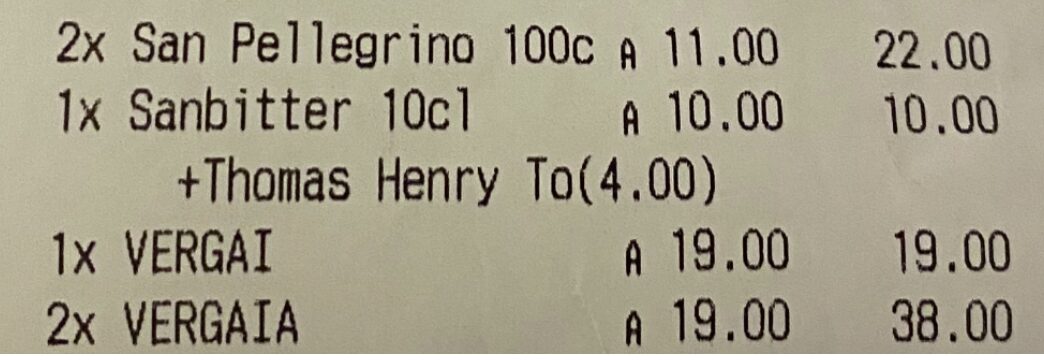 2x San Pellegrino 100c A 11.00 22.00
1x Sanbitter 10cl A 10.00 10.00
+Thomas Henry To(4.00)
1x VERGAI A 19.00 19.00
2x VERGAIA A 19.00 38.00